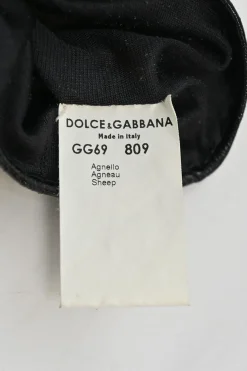 DOLCE&GABBANA
Made in Italy
GG69 809
Agnello
Agneau
Sheep